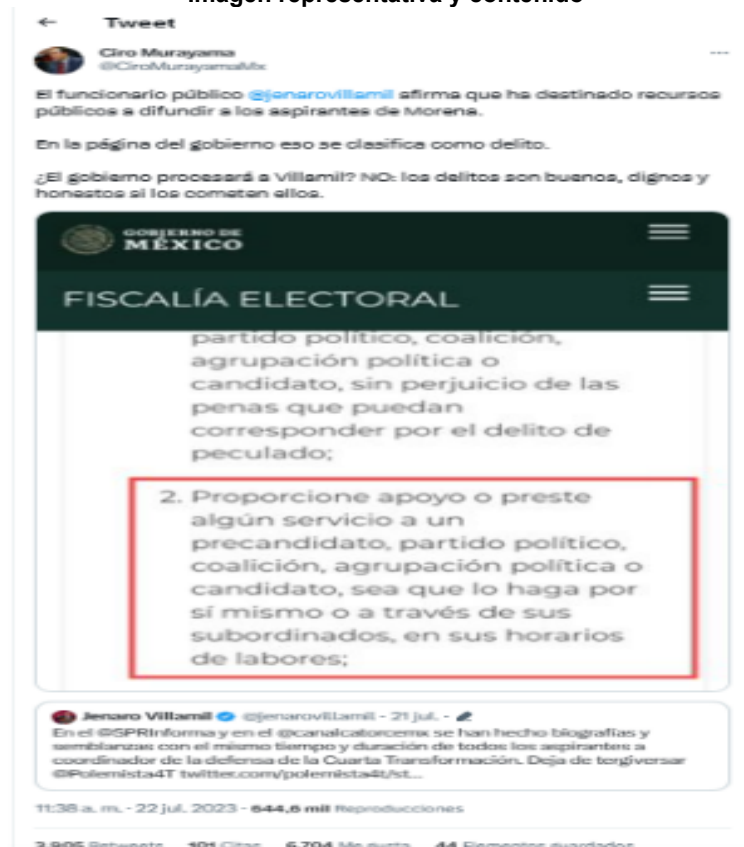 Imagen representativa y contenido
← Tweet
Ciro Murayama
@CiroMurayamaMx
El funcionario público @jenarovillamil afirma que ha destinado recursos
públicos a difundir a los aspirantes de Morena.
En la página del gobierno eso se clasifica como delito.
¿El gobierno procesará a Villamil? NO: los delitos son buenos, dignos y
honestos si los cometen ellos.
GOBIERNO DE
MÉXICO
FISCALÍA ELECTORAL
partido político, coalición,
agrupación política o
candidato, sin perjuicio de las
penas que puedan
corresponder por el delito de
peculado;
2. Proporcione apoyo o preste
algún servicio a un
precandidato, partido político,
coalición, agrupación política o
candidato, sea que lo haga por
sí mismo o a través de sus
subordinados, en sus horarios
de labores;
Jenaro Villamil @jenarovillamil - 21 jul. -
En el @SPRInforma y en el @canalcatorcemx se han hecho biografías y
semblanzas con el mismo tiempo y duración de todos los aspirantes a
coordinador de la defensa de la Cuarta Transformación. Deja de tergiversar
@Polemista4T twitter.com/polemista4t/st...
11:38 a. m. - 22 jul. 2023 - 644,6 mil Reproducciones
3.905 Retweets 101 Citas 6.704 Me gusta 44 Elementos guardados